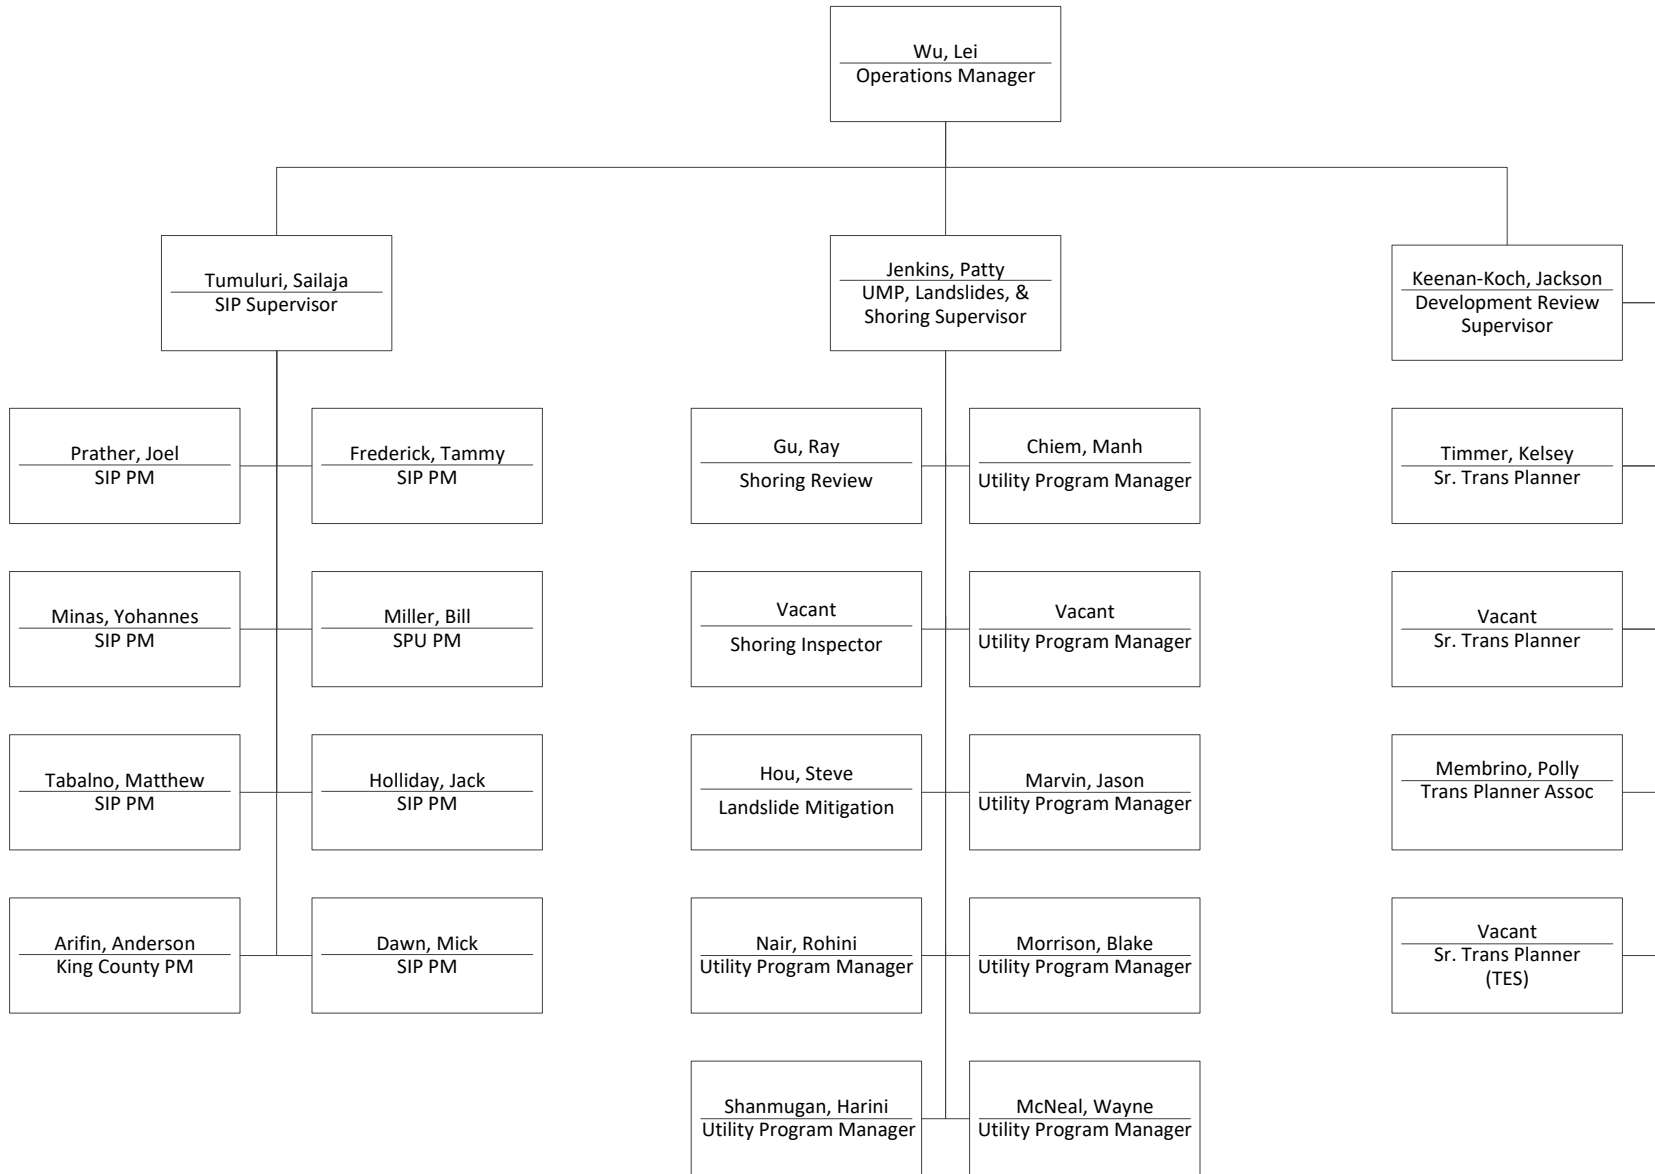 Wu, Lei
Operations Manager
Tumuluri, Sailaja
SIP Supervisor
Jenkins, Patty
UMP, Landslides, &
Shoring Supervisor
Keenan-Koch, Jackson
Development Review
Supervisor
Prather, Joel
SIP PM
Frederick, Tammy
SIP PM
Gu, Ray
Shoring Review
Chiem, Manh
Utility Program Manager
Timmer, Kelsey
Sr. Trans Planner
Minas, Yohannes
SIP PM
Miller, Bill
SPU PM
Vacant
Shoring Inspector
Vacant
Utility Program Manager
Vacant
Sr. Trans Planner
Tabalno, Matthew
SIP PM
Holliday, Jack
SIP PM
Hou, Steve
Landslide Mitigation
Marvin, Jason
Utility Program Manager
Membrino, Polly
Trans Planner Assoc
Arifin, Anderson
King County PM
Dawn, Mick
SIP PM
Nair, Rohini
Utility Program Manager
Morrison, Blake
Utility Program Manager
Vacant
Sr. Trans Planner
(TES)
Shanmugan, Harini
Utility Program Manager
McNeal, Wayne
Utility Program Manager